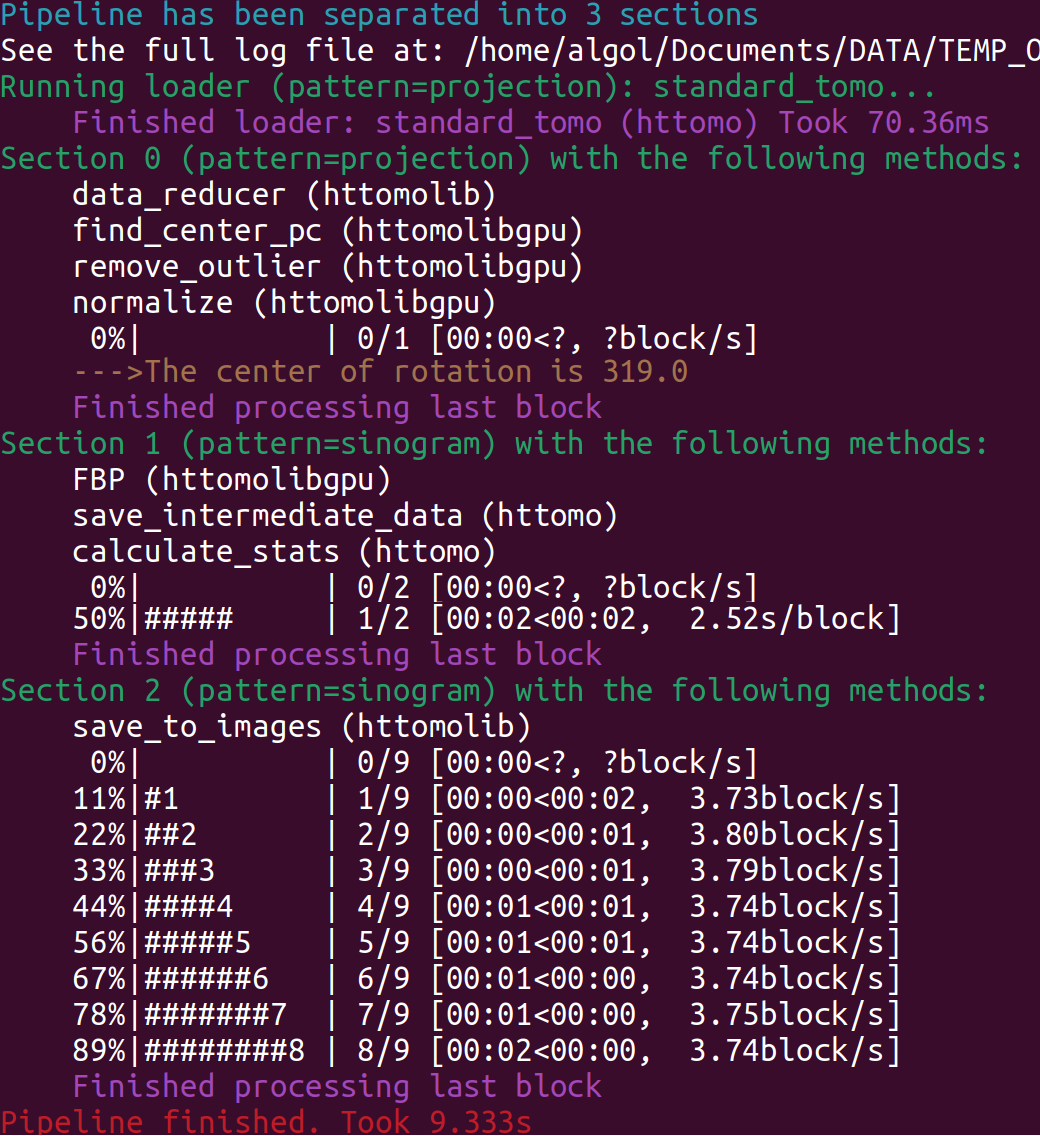 Pipeline has been separated into 3 sections
See the full log file at: /home/algol/Documents/DATA/TEMP_O
Running loader (pattern=projection): standard_tomo...
    Finished loader: standard_tomo (httomo) Took 70.36ms
Section 0 (pattern=projection) with the following methods:
    data_reducer (httomolib)
    find_center_pc (httomolibgpu)
    remove_outlier (httomolibgpu)
    normalize (httomolibgpu)
     0%|          | 0/1 [00:00<?, ?block/s]
    --->The center of rotation is 319.0
    Finished processing last block
Section 1 (pattern=sinogram) with the following methods:
    FBP (httomolibgpu)
    save_intermediate_data (httomo)
    calculate_stats (httomo)
     0%|          | 0/2 [00:00<?, ?block/s]
    50%|#####     | 1/2 [00:02<00:02,  2.52s/block]
    Finished processing last block
Section 2 (pattern=sinogram) with the following methods:
    save_to_images (httomolib)
     0%|          | 0/9 [00:00<?, ?block/s]
    11%|#1        | 1/9 [00:00<00:02,  3.73block/s]
    22%|##2       | 2/9 [00:00<00:01,  3.80block/s]
    33%|###3      | 3/9 [00:00<00:01,  3.79block/s]
    44%|####4     | 4/9 [00:01<00:01,  3.74block/s]
    56%|#####5    | 5/9 [00:01<00:01,  3.74block/s]
    67%|######6   | 6/9 [00:01<00:00,  3.74block/s]
    78%|#######7  | 7/9 [00:01<00:00,  3.75block/s]
    89%|########8 | 8/9 [00:02<00:00,  3.74block/s]
    Finished processing last block
Pipeline finished. Took 9.333s